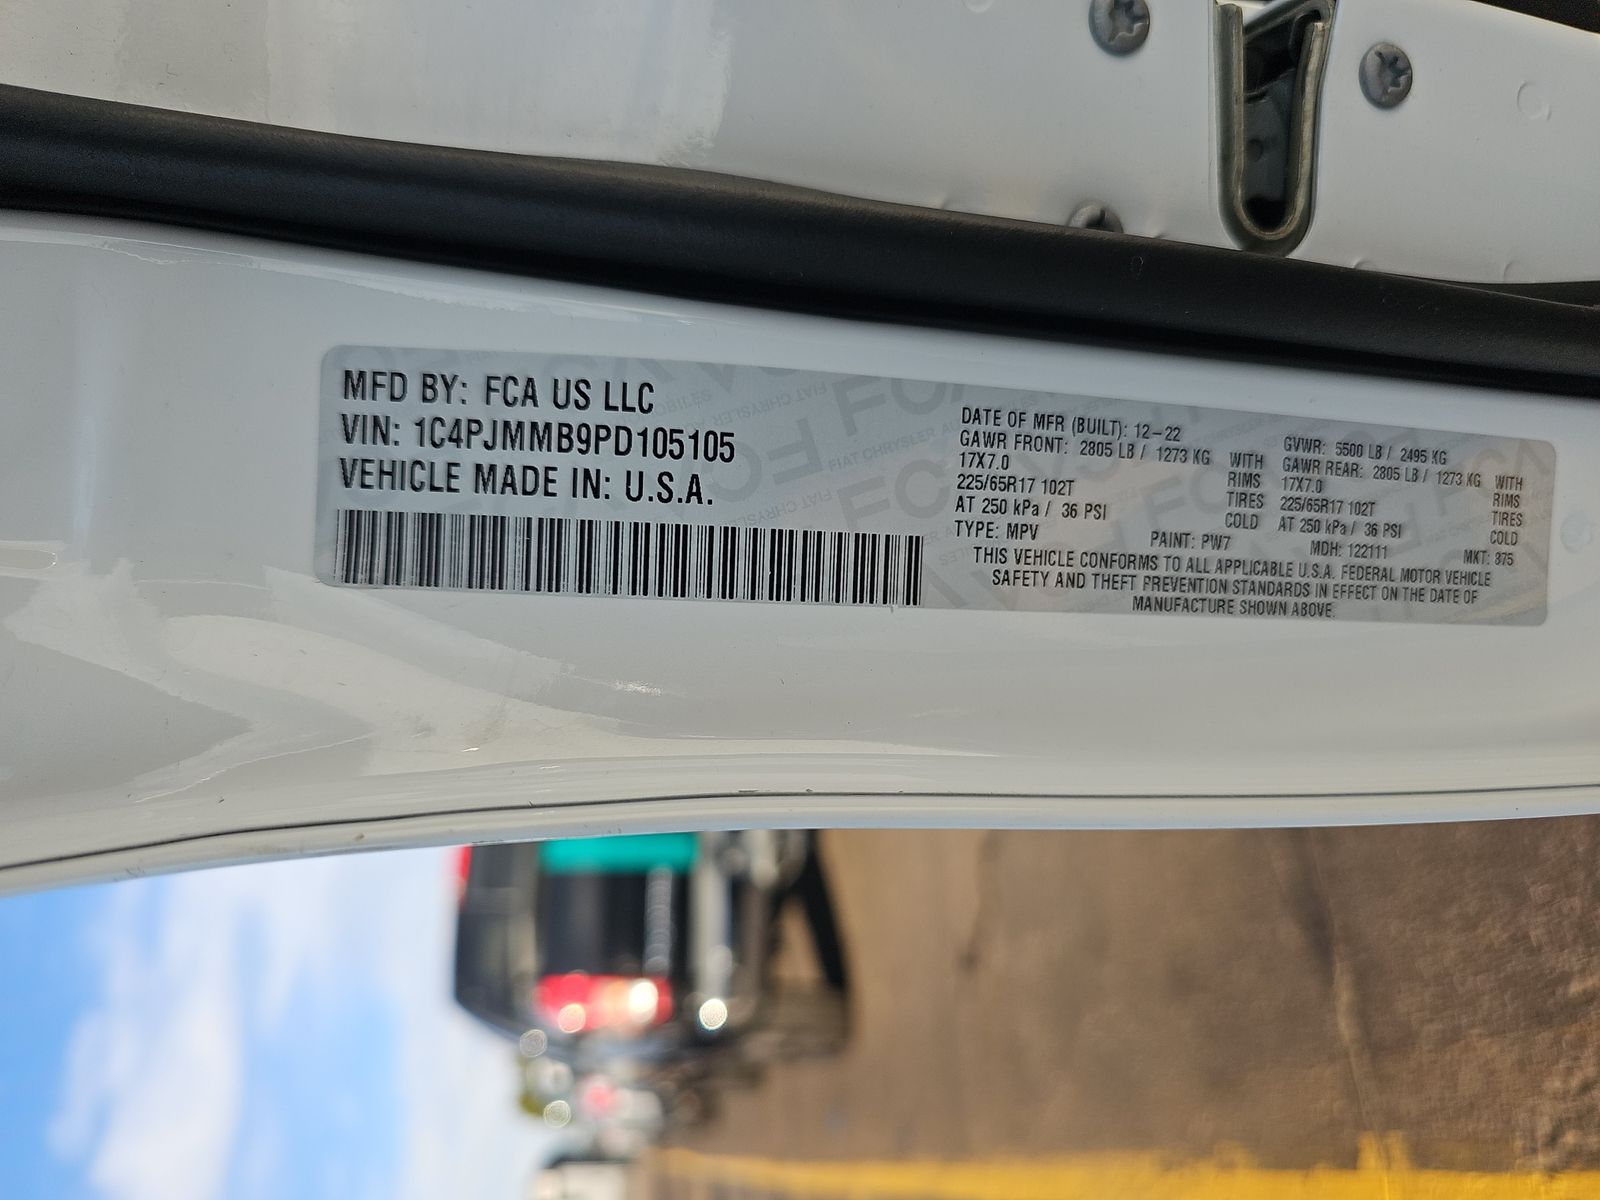 MFD BY: FCA US LLC
VIN: 1C4PJMMB9PD105105
VEHICLE MADE IN: U.S.A.
DATE OF MFR (BUILT): 12-22
GAWR FRONT: 2805 LB / 1273 KG WITH
17X7.0 RIMS
225/65R17 102T TIRES
AT 250 kPa / 36 PSI COLD
GVWR: 5500 LB / 2495 KG
GAWR REAR: 2805 LB / 1273 KG WITH
17X7.0 RIMS
225/65R17 102T TIRES
AT 250 kPa / 36 PSI COLD
TYPE: MPV PAINT: PW7 MDH: 122111 MKT: 875
THIS VEHICLE CONFORMS TO ALL APPLICABLE U.S.A. FEDERAL MOTOR VEHICLE
SAFETY AND THEFT PREVENTION STANDARDS IN EFFECT ON THE DATE OF
MANUFACTURE SHOWN ABOVE.